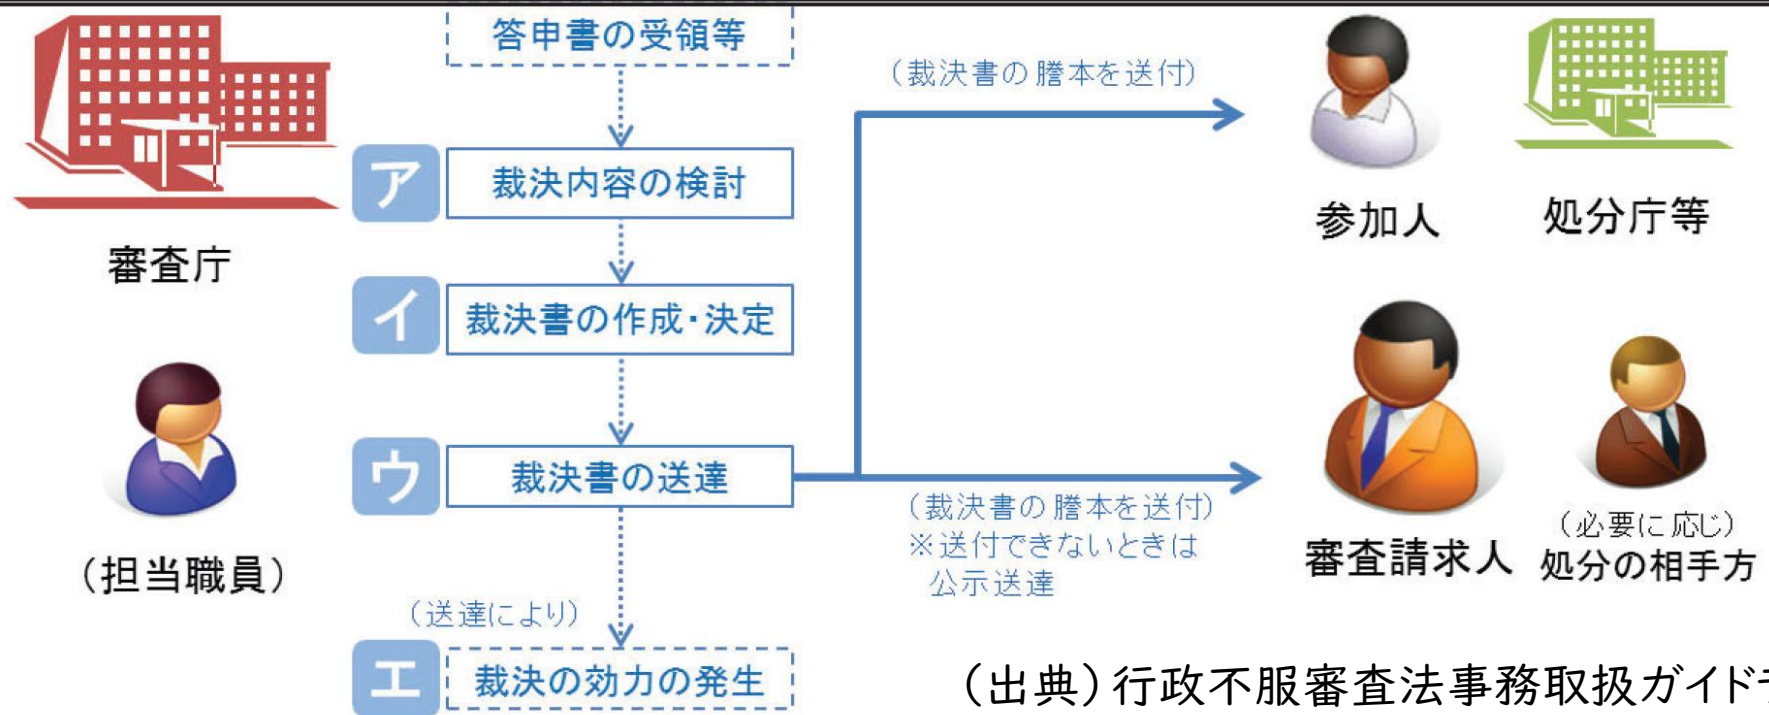 答申書の受領等
(裁決書の謄本を送付)
ア
裁決内容の検討
参加人
処分庁等
審査庁
イ
裁決書の作成・決定
ウ
裁決書の送達
(裁決書の謄本を送付)
※送付できないときは
公示送達
(必要に応じ)
審査請求人
処分の相手方
(担当職員)
(送達により)
エ
裁決の効力の発生
(出典)行政不服審査法事務取扱ガイド